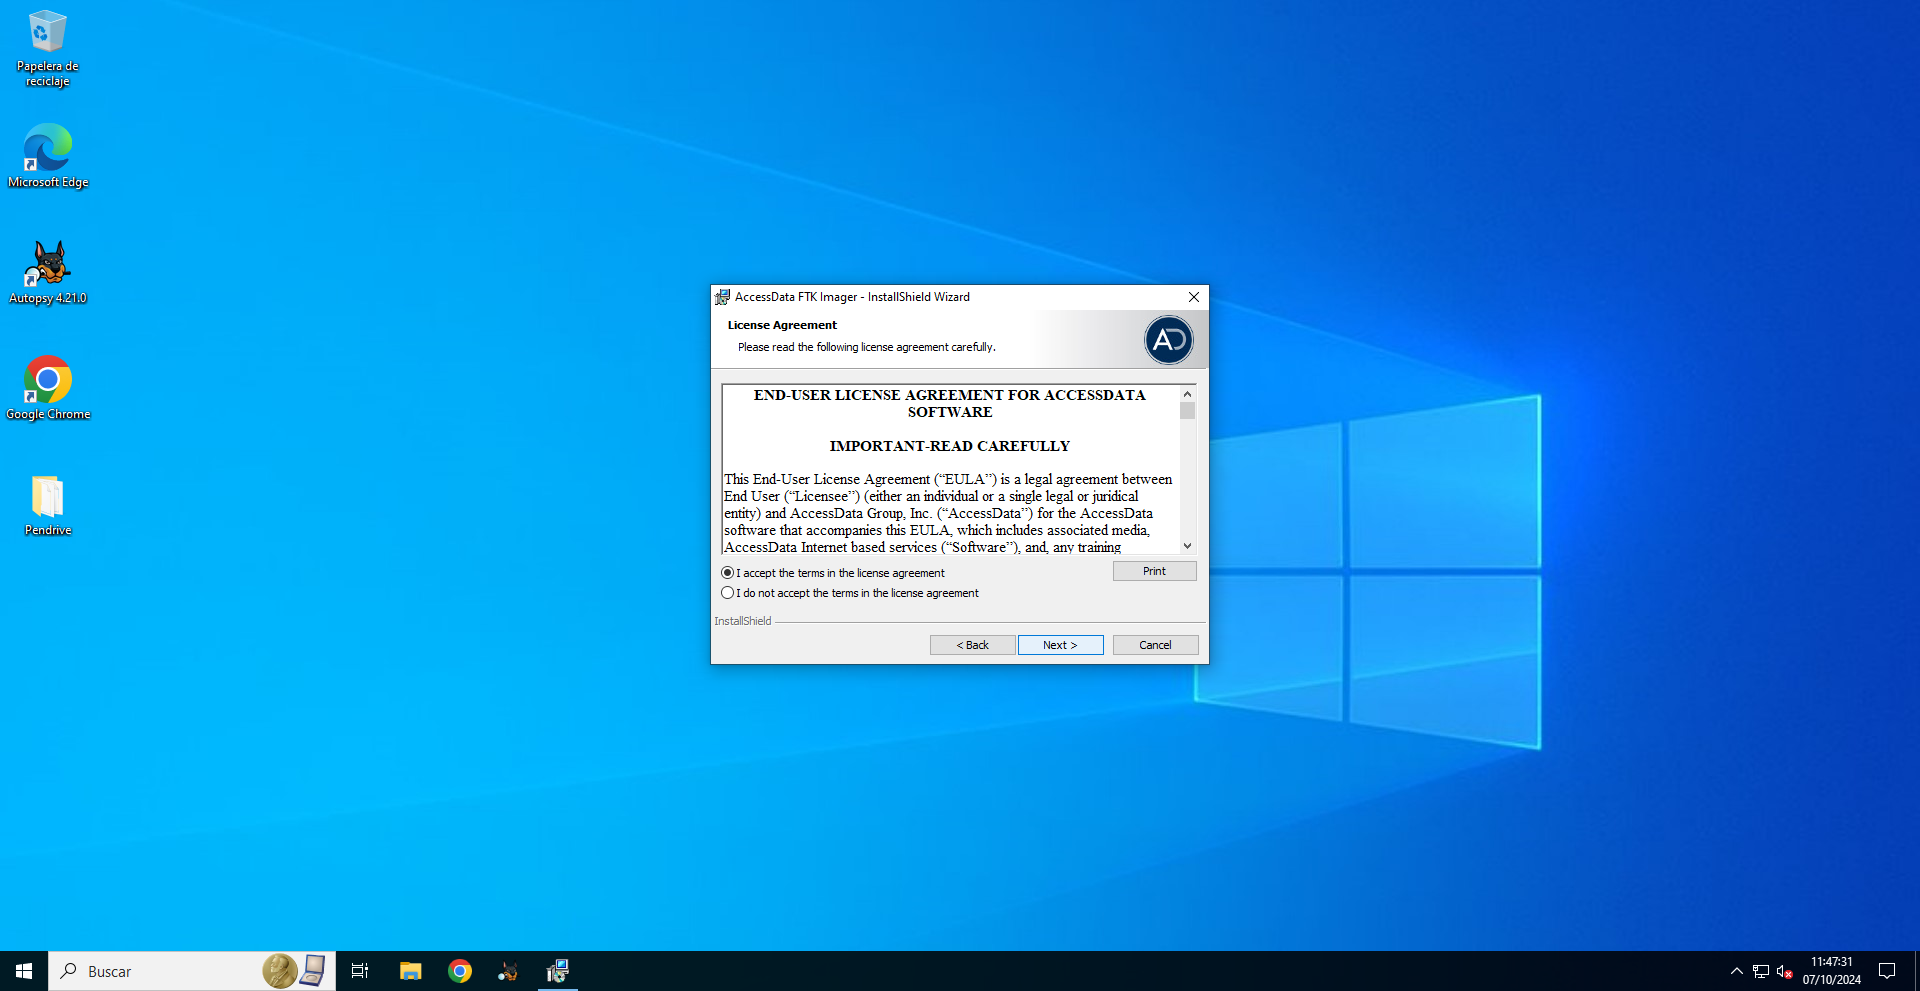 Papelera de
reciclaje
Microsoft Edge
Autopsy 4.21.0
Google Chrome
Pendrive
AccessData FTK Imager - InstallShield Wizard
License Agreement
Please read the following license agreement carefully.
AD
END-USER LICENSE AGREEMENT FOR ACCESSDATA
SOFTWARE
IMPORTANT-READ CAREFULLY
This End-User License Agreement (“EULA”) is a legal agreement between
End User (“Licensee”) (either an individual or a single legal or juridical
entity) and AccessData Group, Inc. (“AccessData”) for the AccessData
software that accompanies this EULA, which includes associated media,
AccessData Internet based services (“Software”), and, any training
I accept the terms in the license agreement
Print
I do not accept the terms in the license agreement
InstallShield
< Back
Next >
Cancel
Buscar
11:47:31
07/10/2024